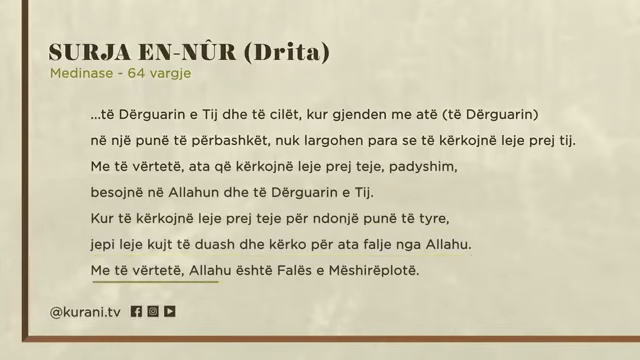 SURJA EN-NÛR (Drita)
Medinase - 64 vargje
...të Dërguarin e Tij dhe të cilët, kur gjenden me atë (të Dërguarin)
në një punë të përbashkët, nuk largohen para se të kërkojnë leje prej tij.
Me të vërtetë, ata që kërkojnë leje prej teje, padyshim,
besojnë në Allahun dhe të Dërguarin e Tij.
Kur të kërkojnë leje prej teje për ndonjë punë të tyre,
jepi leje kujt të duash dhe kërko për ata falje nga Allahu.
Me të vërtetë, Allahu është Falës e Mëshirëplotë.
@kurani.tv